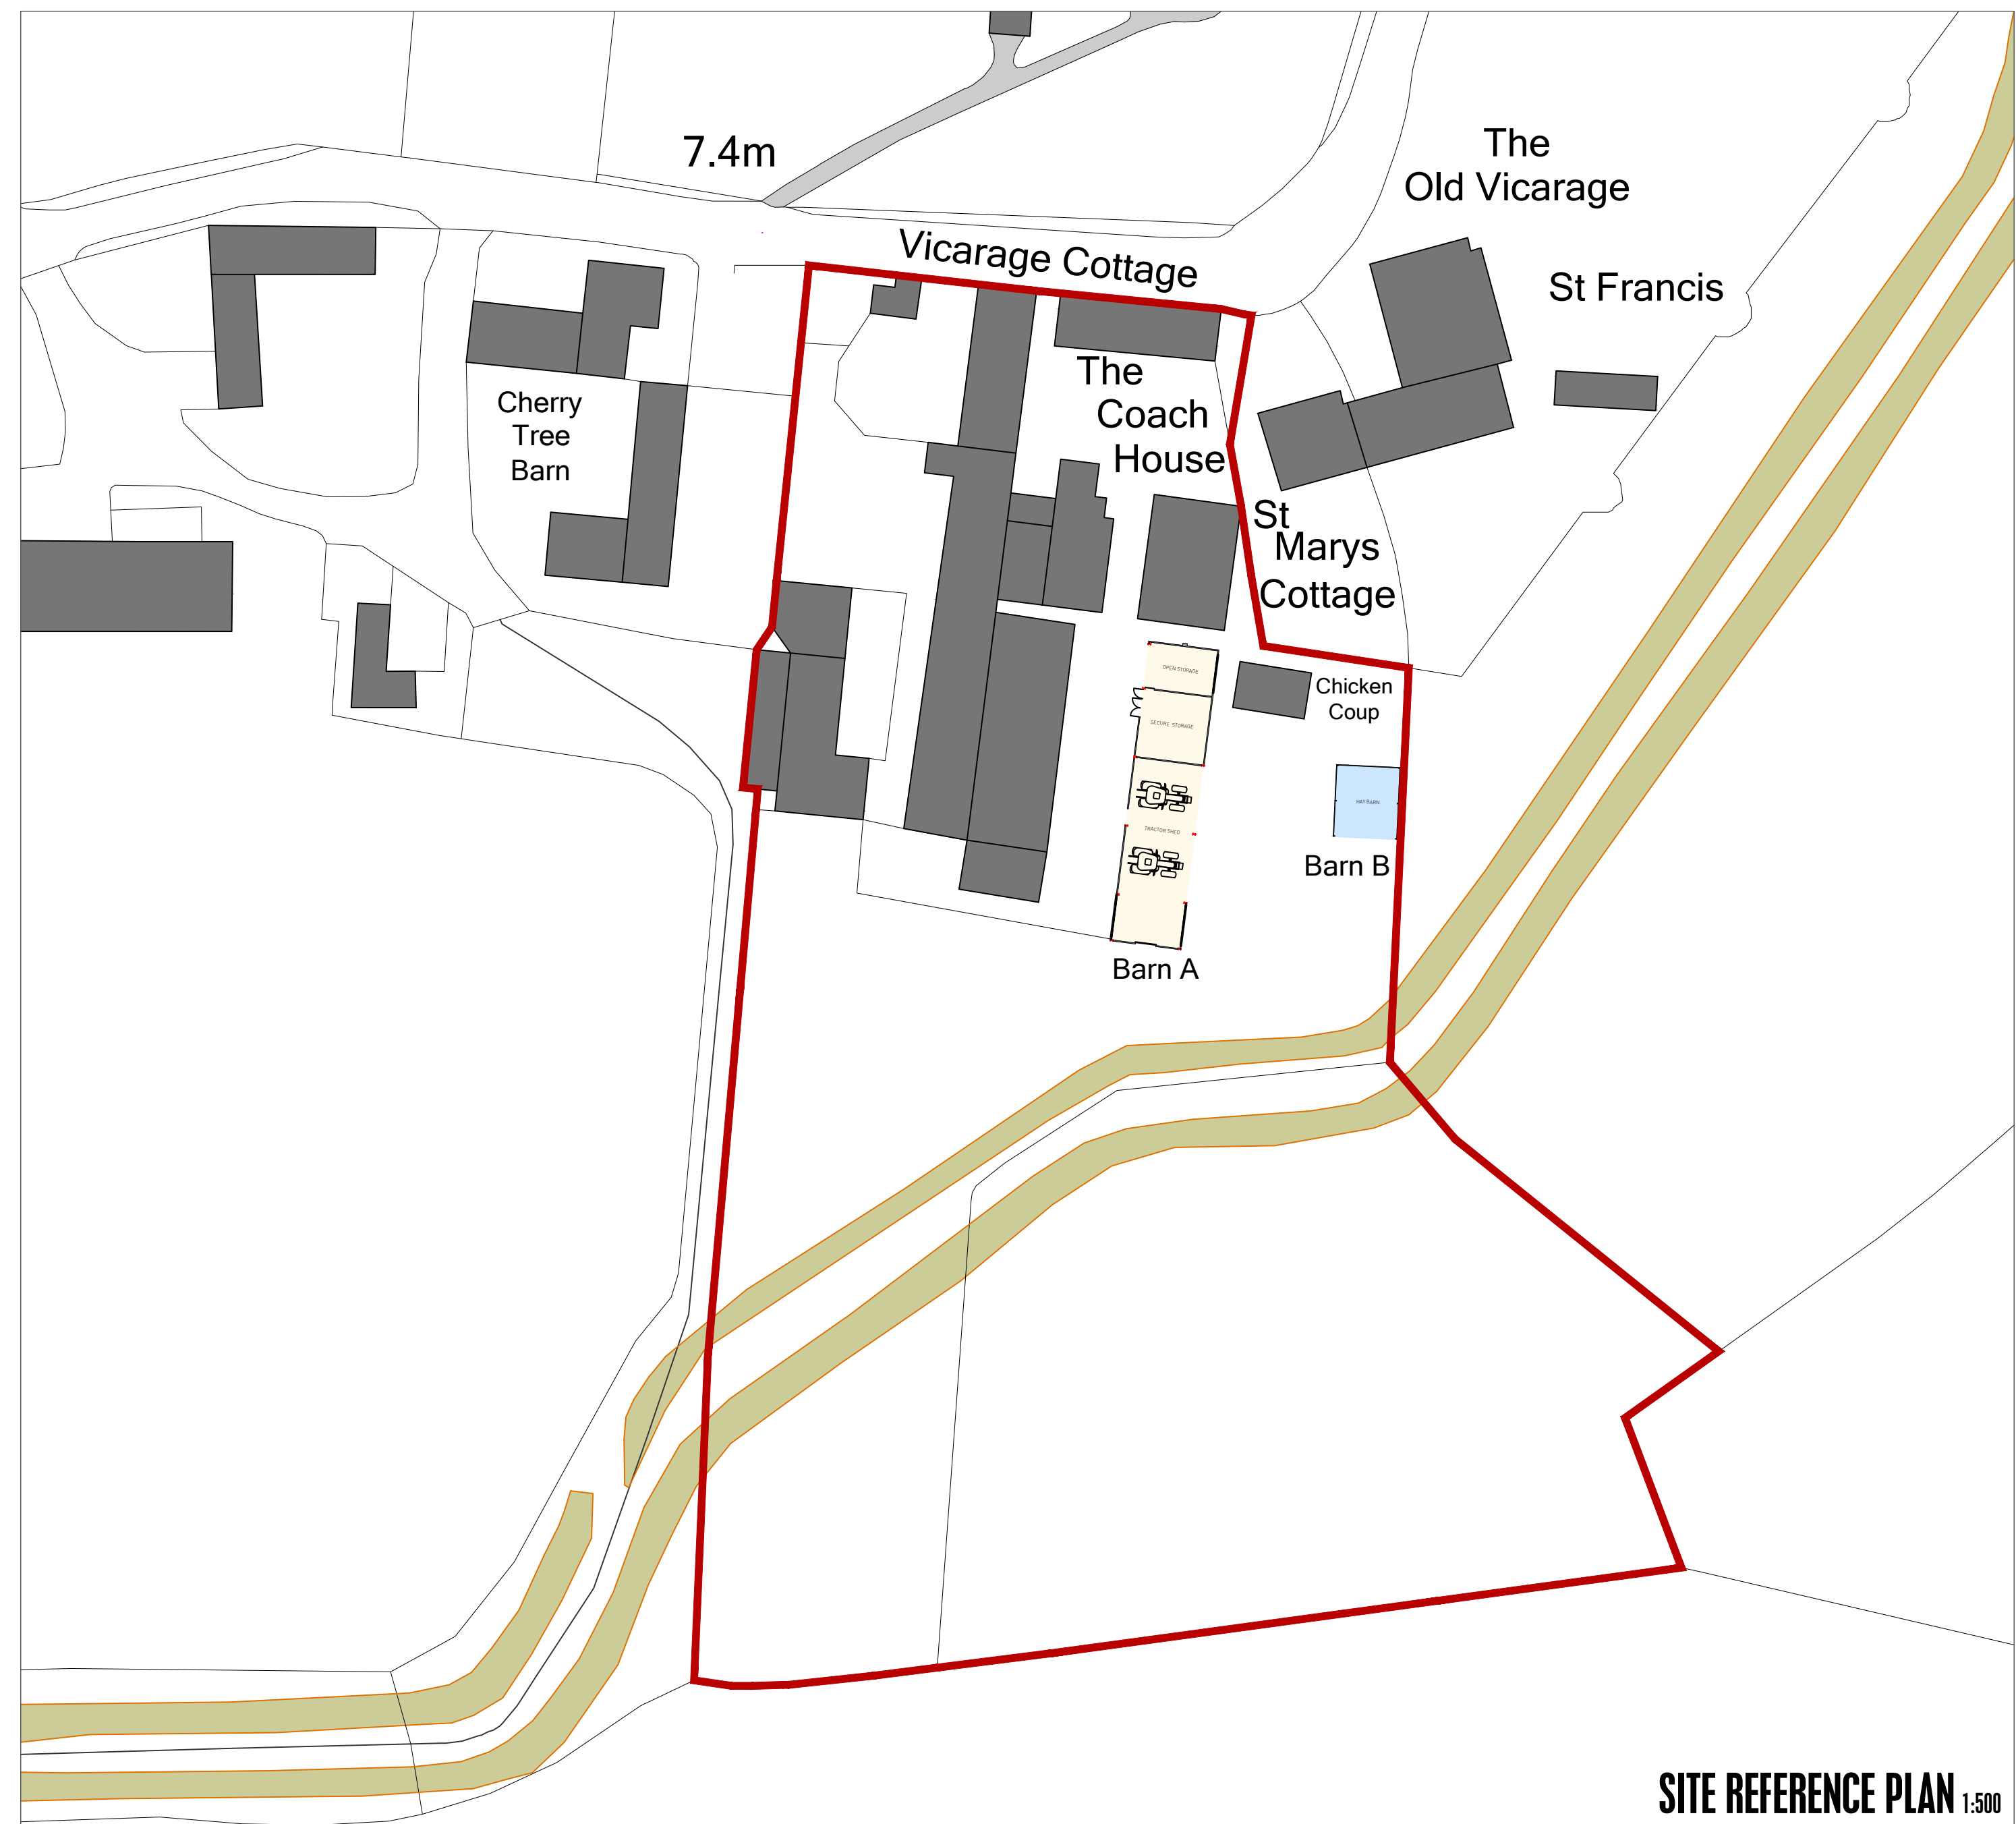 7.4m
The
Old Vicarage
Vicarage Cottage
St Francis
The
Coach
House
Cherry
Tree
Barn
St
Marys
Cottage
OPEN STORAGE
Chicken
Coup
SECURE STORAGE
HAY BARN
TRACTOR SHED
Barn B
Barn A
SITE REFERENCE PLAN 1:500